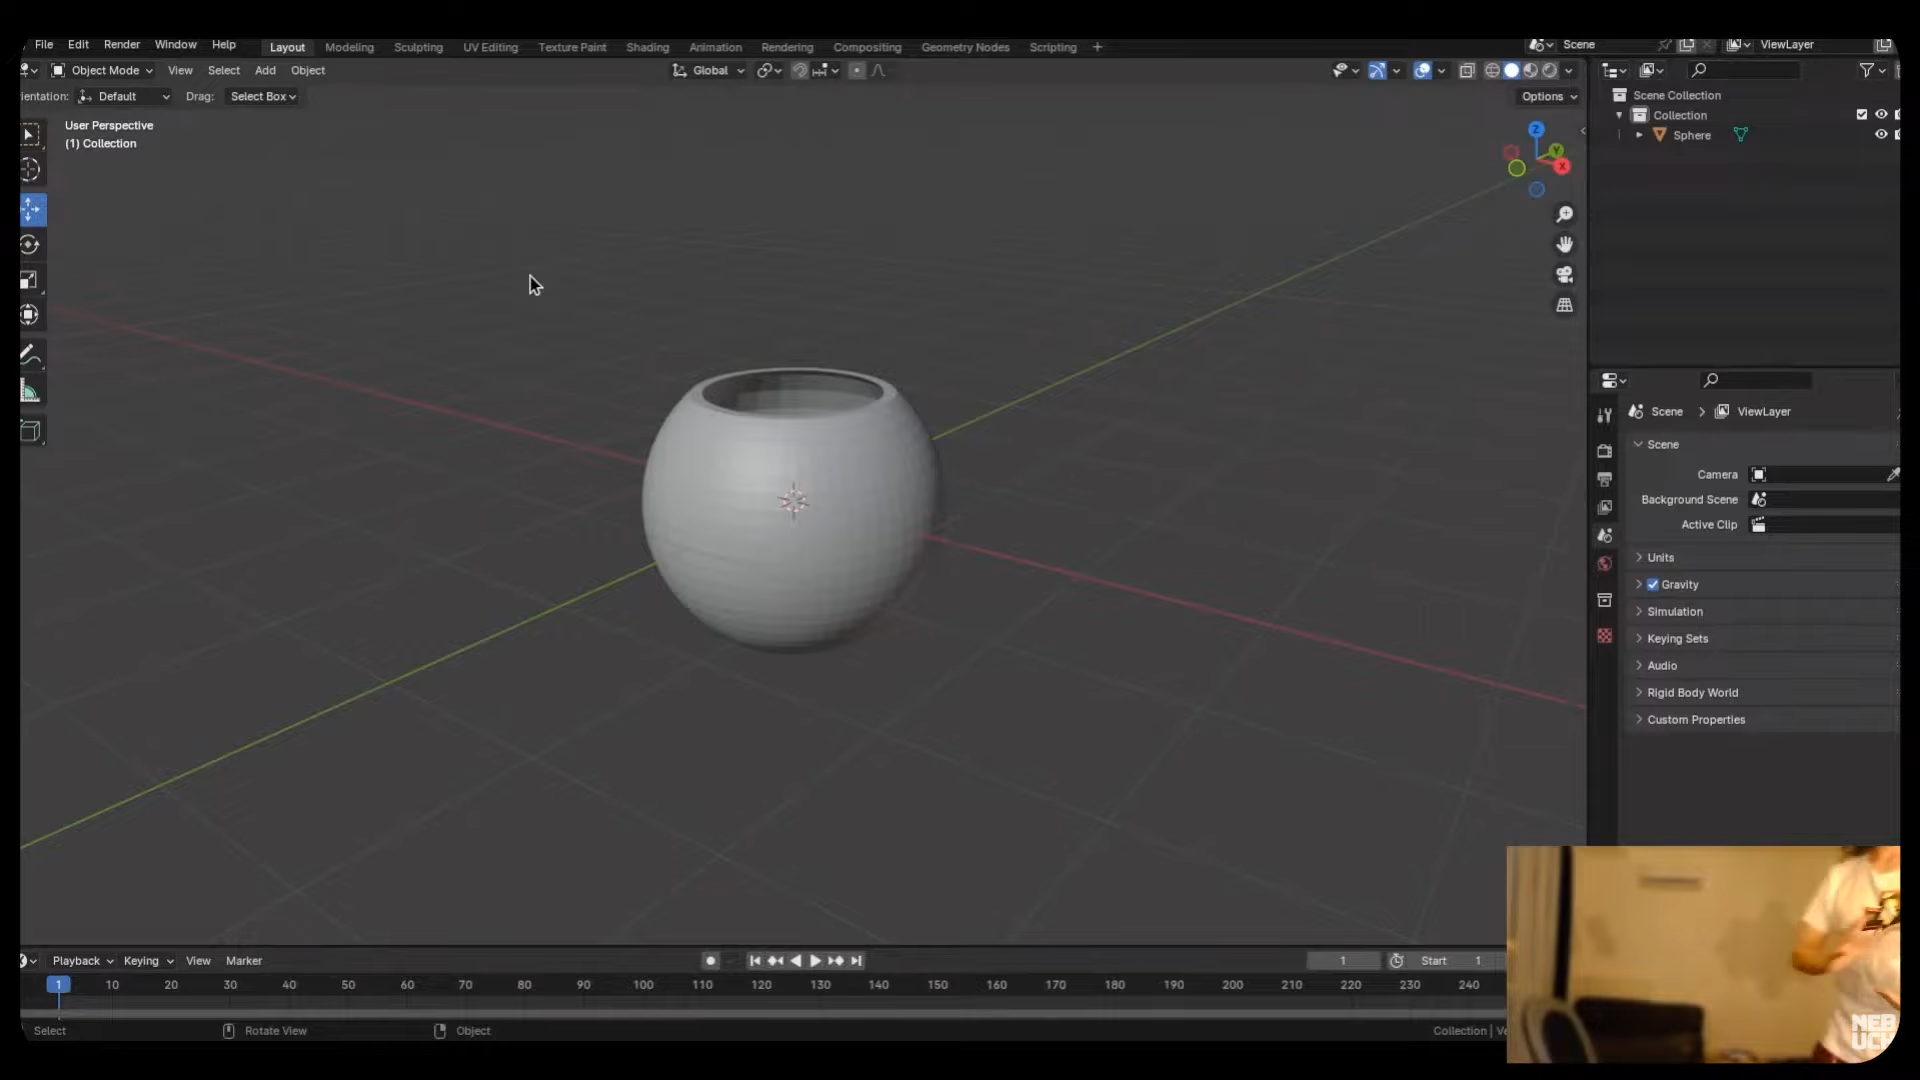 File Edit Render Window Help Layout Modeling Sculpting UV Editing Texture Paint Shading Animation Rendering Compositing Geometry Nodes Scripting + Scene ViewLayer
Object Mode View Select Add Object Global
ientation: Default Drag: Select Box Options
User Perspective
(1) Collection
Z
Y
X
Scene Collection
Collection
Sphere
Scene > ViewLayer
Scene
Camera
Background Scene
Active Clip
Units
Gravity
Simulation
Keying Sets
Audio
Rigid Body World
Custom Properties
Playback Keying View Marker 1 Start 1
1 10 20 30 40 50 60 70 80 90 100 110 120 130 140 150 160 170 180 190 200 210 220 230 240
Select Rotate View Object Collection | Ve
NEB
UCH